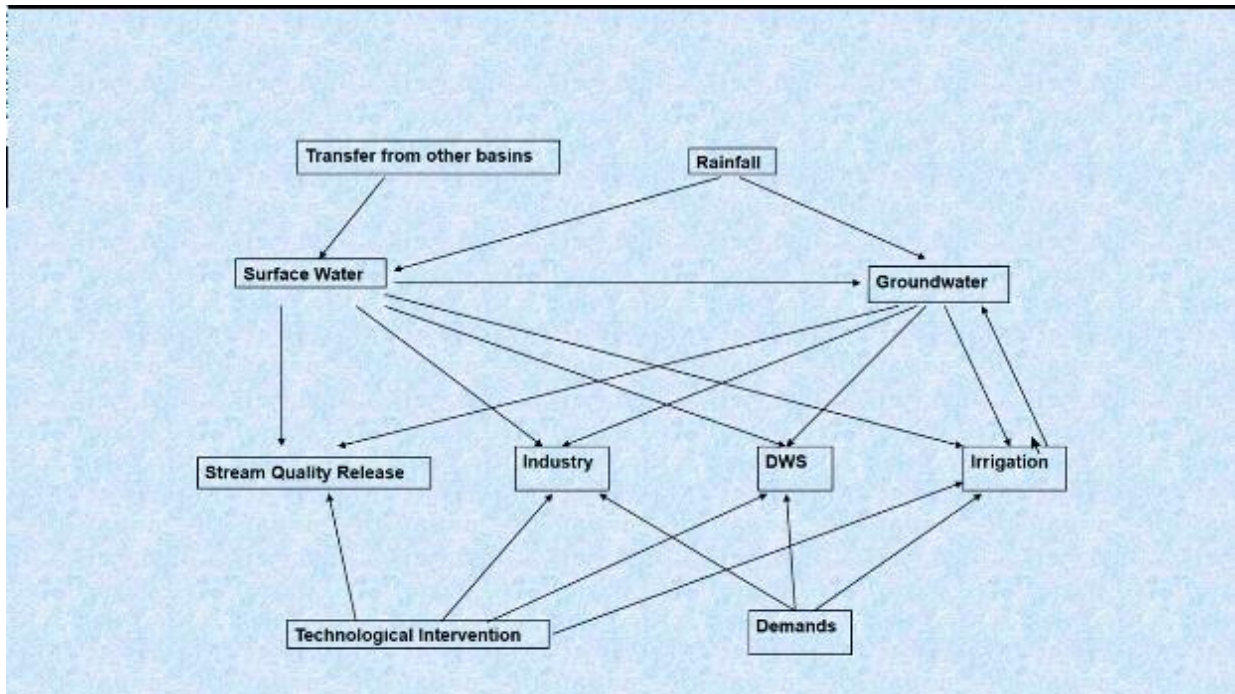 Transfer from other basins
Rainfall
Surface Water
Groundwater
Stream Quality Release
Industry
DWS
Irrigation
Technological Intervention
Demands